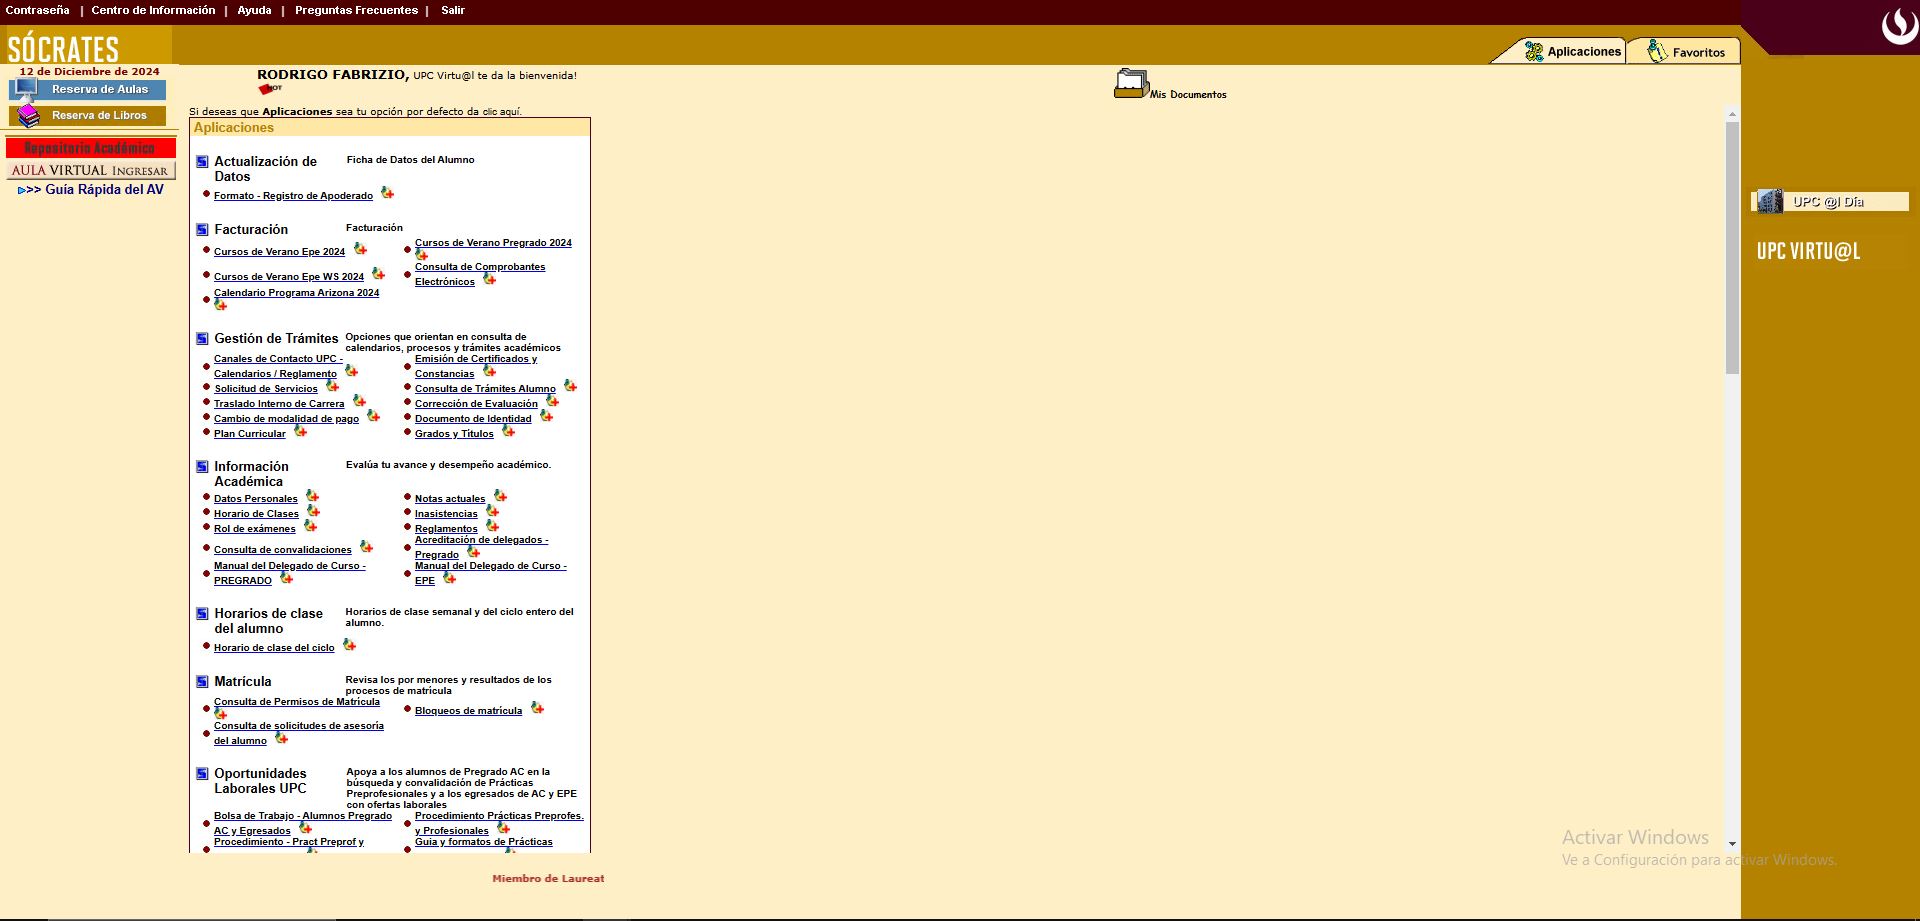 Contraseña | Centro de Información | Ayuda | Preguntas Frecuentes | Salir
SÓCRATES
Aplicaciones
Favoritos
12 de Diciembre de 2024
Reserva de Aulas
Reserva de Libros
Repositorio Académico
AULA VIRTUAL INGRESAR
>>> Guía Rápida del AV
RODRIGO FABRIZIO, UPC Virtu@l te da la bienvenida!
HOT
Mis Documentos
Si deseas que Aplicaciones sea tu opción por defecto da clic aquí.
Aplicaciones
Actualización de
Datos
Ficha de Datos del Alumno
Formato - Registro de Apoderado
Facturación
Facturación
Cursos de Verano Epe 2024
Cursos de Verano Pregrado 2024
Cursos de Verano Epe WS 2024
Consulta de Comprobantes
Electrónicos
Calendario Programa Arizona 2024
Gestión de Trámites
Opciones que orientan en consulta de
calendarios, procesos y trámites académicos
Canales de Contacto UPC -
Calendarios / Reglamento
Emisión de Certificados y
Constancias
Solicitud de Servicios
Consulta de Trámites Alumno
Traslado Interno de Carrera
Corrección de Evaluación
Cambio de modalidad de pago
Documento de Identidad
Plan Curricular
Grados y Títulos
Información
Académica
Evalúa tu avance y desempeño académico.
Datos Personales
Notas actuales
Horario de Clases
Inasistencias
Rol de exámenes
Reglamentos
Consulta de convalidaciones
Acreditación de delegados -
Pregrado
Manual del Delegado de Curso -
PREGRADO
Manual del Delegado de Curso -
EPE
Horarios de clase
del alumno
Horarios de clase semanal y del ciclo entero del
alumno.
Horario de clase del ciclo
Matrícula
Revisa los por menores y resultados de los
procesos de matrícula
Consulta de Permisos de Matrícula
Bloqueos de matrícula
Consulta de solicitudes de asesoría
del alumno
Oportunidades
Laborales UPC
Apoya a los alumnos de Pregrado AC en la
búsqueda y convalidación de Prácticas
Preprofesionales y a los egresados de AC y EPE
con ofertas laborales
Bolsa de Trabajo - Alumnos Pregrado
AC y Egresados
Procedimiento Prácticas Preprofes.
y Profesionales
Procedimiento - Pract Preprof y
Guía y formatos de Prácticas
UPC @l Día
UPC VIRTU@L
Activar Windows
Ve a Configuración para activar Windows.
Miembro de Laureat